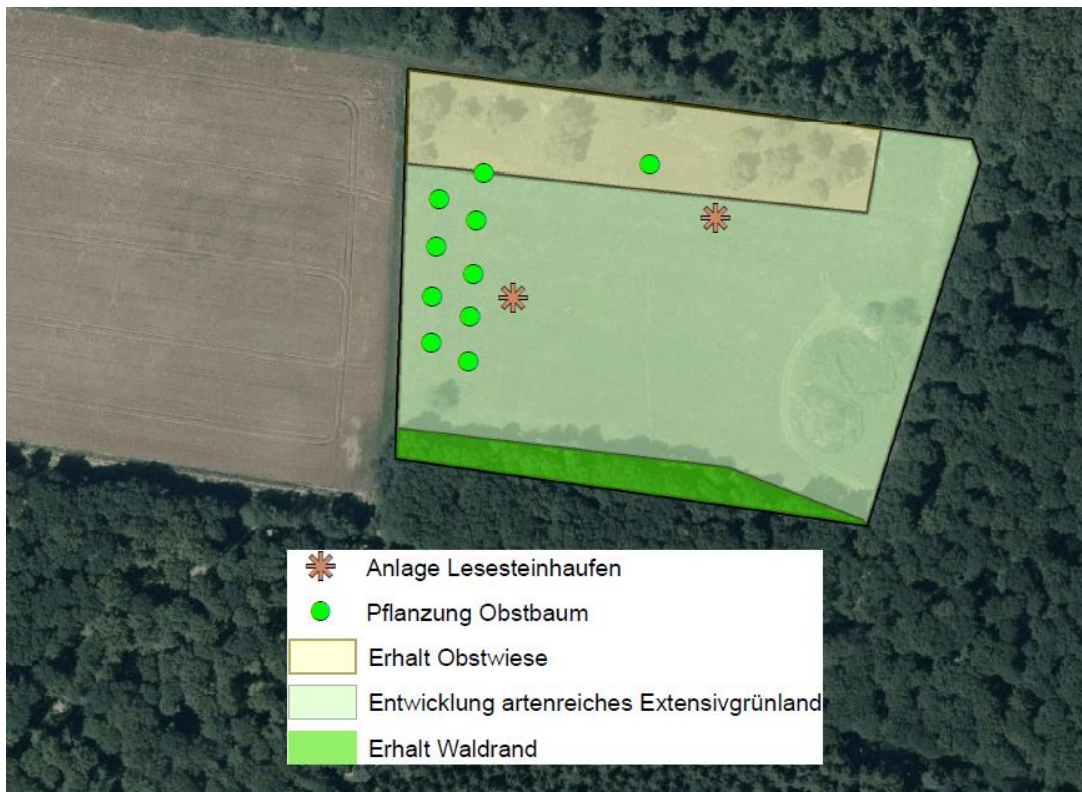 Anlage Lesesteinhaufen
Pflanzung Obstbaum
Erhalt Obstwiese
Entwicklung artenreiches Extensivgrünland
Erhalt Waldrand